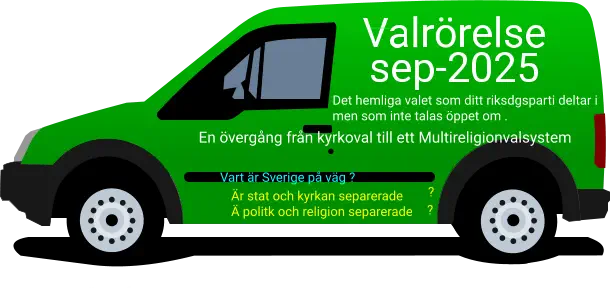 Valrörelse
sep-2025
Det hemliga valet som ditt riksdgsparti deltar i
men som inte talas öppet om .
En övergång från kyrkoval till ett Multireligionvalsystem
Vart är Sverige på väg ?
Är stat och kyrkan separerade ?
Ä politk och religion separerade ?